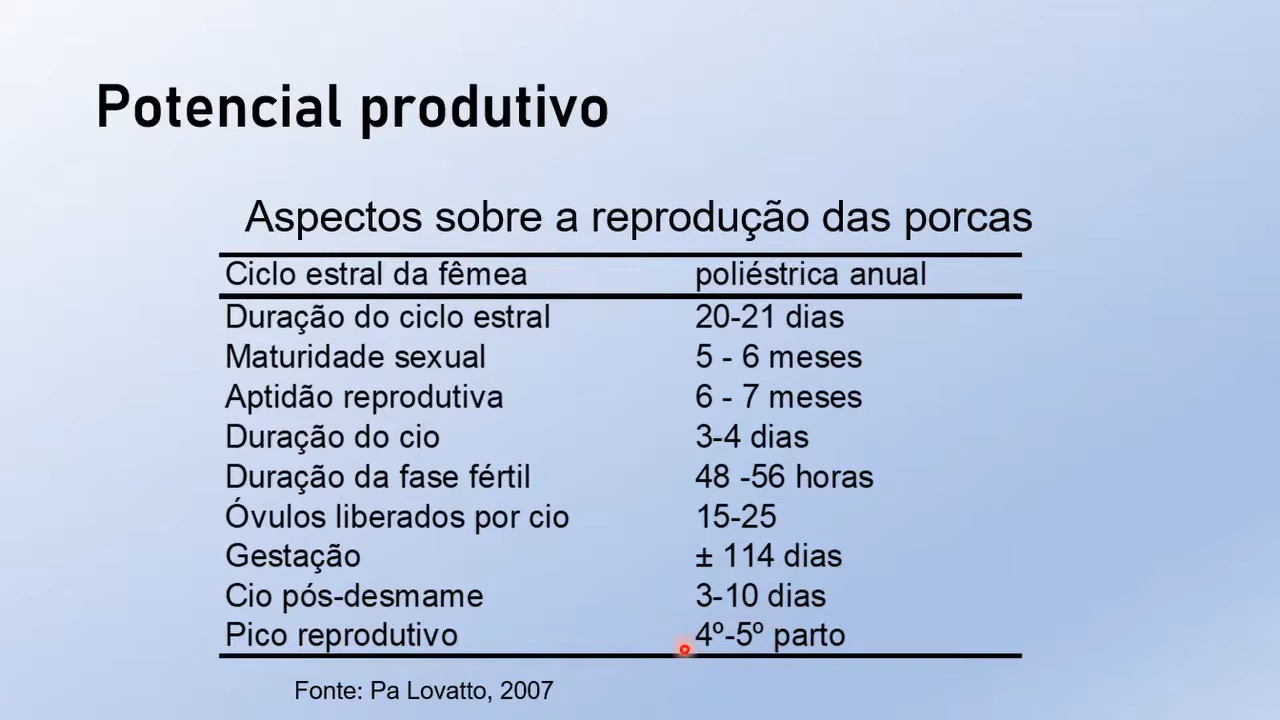 Potencial produtivo
Aspectos sobre a reprodução das porcas
Ciclo estral da fêmea poliéstrica anual
Duração do ciclo estral 20-21 dias
Maturidade sexual 5 - 6 meses
Aptidão reprodutiva 6 - 7 meses
Duração do cio 3-4 dias
Duração da fase fértil 48 -56 horas
Óvulos liberados por cio 15-25
Gestação ± 114 dias
Cio pós-desmame 3-10 dias
Pico reprodutivo 4º-5º parto
Fonte: Pa Lovatto, 2007